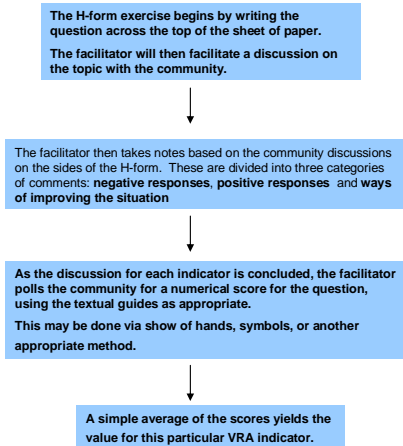 The H-form exercise begins by writing the
question across the top of the sheet of paper.
The facilitator will then facilitate a discussion on
the topic with the community.
The facilitator then takes notes based on the community discussions
on the sides of the H-form. These are divided into three categories
of comments: negative responses, positive responses and ways
of improving the situation
As the discussion for each indicator is concluded, the facilitator
polls the community for a numerical score for the question,
using the textual guides as appropriate.
This may be done via show of hands, symbols, or another
appropriate method.
A simple average of the scores yields the
value for this particular VRA indicator.